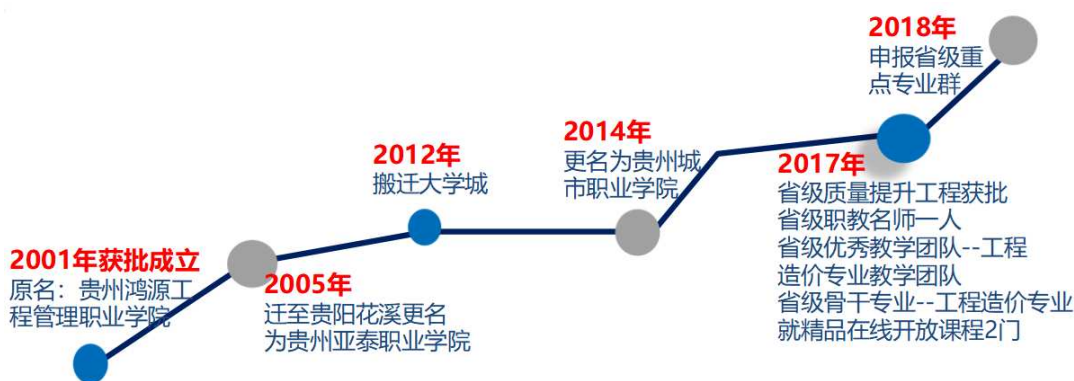 2001年获批成立
原名：贵州鸿源工
程管理职业学院
2005年
迁至贵阳花溪更名
为贵州亚泰职业学院
2012年
搬迁大学城
2014年
更名为贵州城
市职业学院
2017年
省级质量提升工程获批
省级职教名师一人
省级优秀教学团队--工程
造价专业教学团队
省级骨干专业--工程造价专业
就精品在线开放课程2门
2018年
申报省级重
点专业群